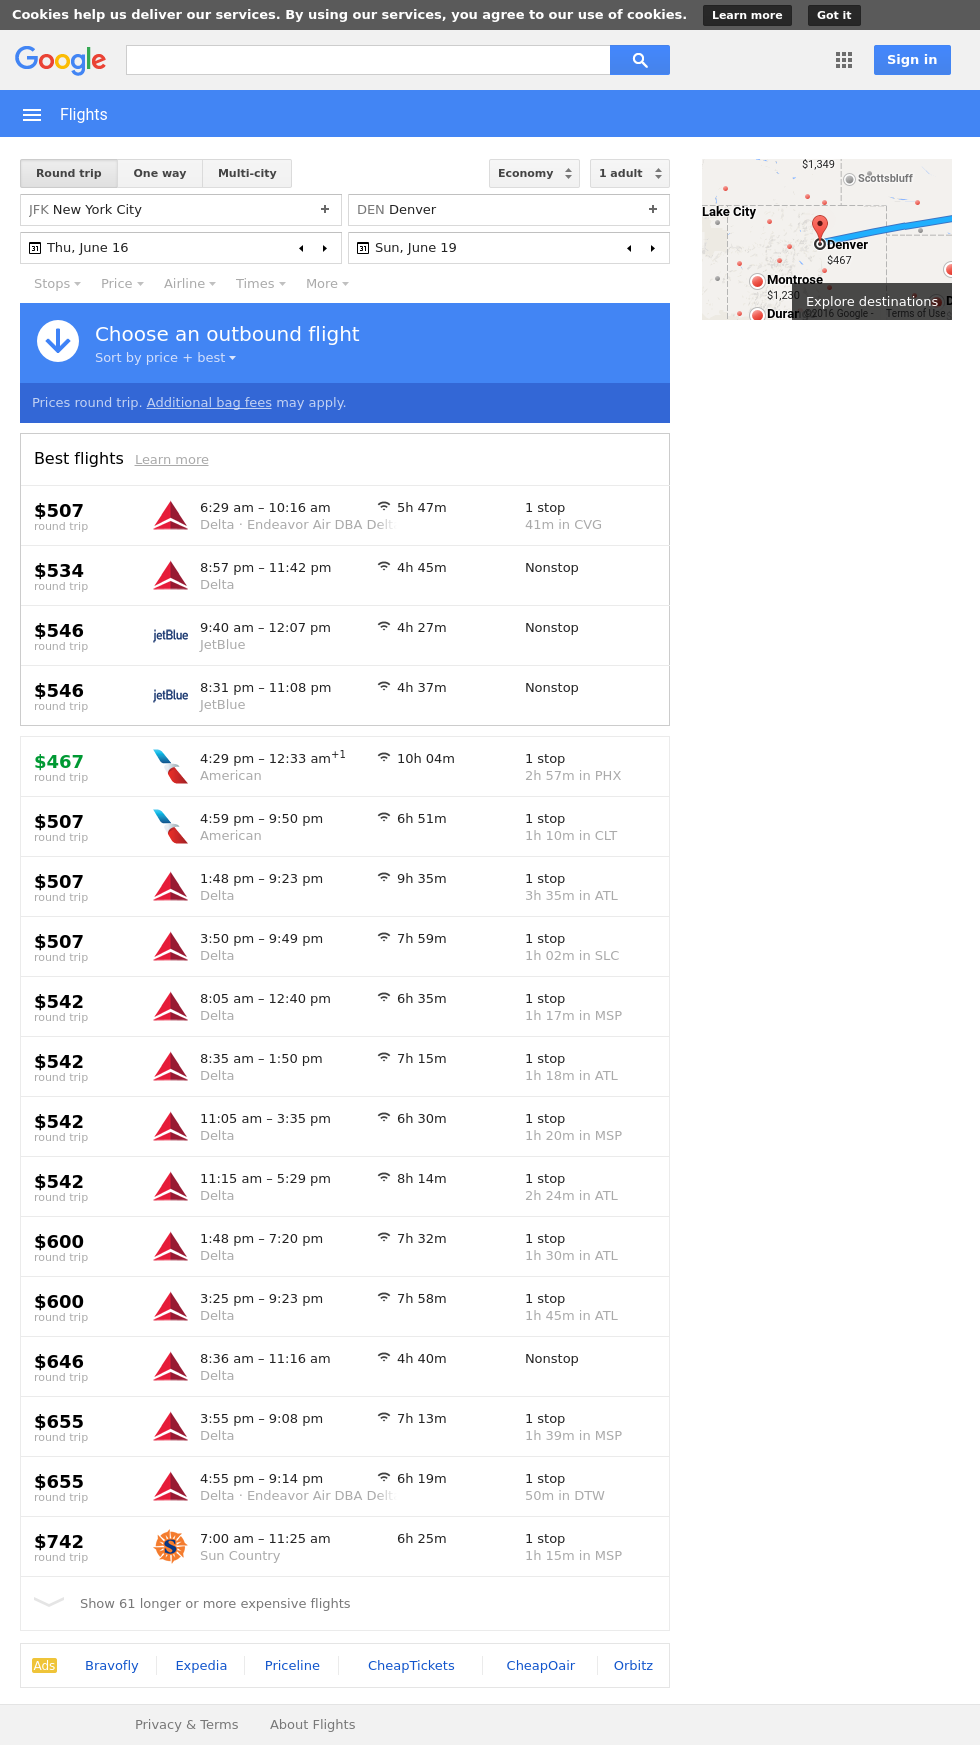 Cookies help us deliver our services. By using our services, you agree to our use of cookies. Learn more Got it
Google Sign in
Flights
Round trip One way Multi-city Economy 1 adult
JFK New York City + DEN Denver +
31 Thu, June 16 31 Sun, June 19
Stops Price Airline Times More
$1,349
Scottsbluff
Lake City
Denver
$467
Montrose
$1,230
Explore destinations
Duran ©2016 Google - Terms of Use
Choose an outbound flight
Sort by price + best
Prices round trip. Additional bag fees may apply.
Best flights Learn more
$507 6:29 am – 10:16 am 5h 47m 1 stop
round trip Delta · Endeavor Air DBA Delt 41m in CVG
$534 8:57 pm – 11:42 pm 4h 45m Nonstop
round trip Delta
$546 jetBlue 9:40 am – 12:07 pm 4h 27m Nonstop
round trip JetBlue
$546 jetBlue 8:31 pm – 11:08 pm 4h 37m Nonstop
round trip JetBlue
$467 4:29 pm – 12:33 am+1 10h 04m 1 stop
round trip American 2h 57m in PHX
$507 4:59 pm – 9:50 pm 6h 51m 1 stop
round trip American 1h 10m in CLT
$507 1:48 pm – 9:23 pm 9h 35m 1 stop
round trip Delta 3h 35m in ATL
$507 3:50 pm – 9:49 pm 7h 59m 1 stop
round trip Delta 1h 02m in SLC
$542 8:05 am – 12:40 pm 6h 35m 1 stop
round trip Delta 1h 17m in MSP
$542 8:35 am – 1:50 pm 7h 15m 1 stop
round trip Delta 1h 18m in ATL
$542 11:05 am – 3:35 pm 6h 30m 1 stop
round trip Delta 1h 20m in MSP
$542 11:15 am – 5:29 pm 8h 14m 1 stop
round trip Delta 2h 24m in ATL
$600 1:48 pm – 7:20 pm 7h 32m 1 stop
round trip Delta 1h 30m in ATL
$600 3:25 pm – 9:23 pm 7h 58m 1 stop
round trip Delta 1h 45m in ATL
$646 8:36 am – 11:16 am 4h 40m Nonstop
round trip Delta
$655 3:55 pm – 9:08 pm 7h 13m 1 stop
round trip Delta 1h 39m in MSP
$655 4:55 pm – 9:14 pm 6h 19m 1 stop
round trip Delta · Endeavor Air DBA Delt 50m in DTW
$742 S 7:00 am – 11:25 am 6h 25m 1 stop
round trip Sun Country 1h 15m in MSP
Show 61 longer or more expensive flights
Ads Bravofly Expedia Priceline CheapTickets CheapOair Orbitz
Privacy & Terms About Flights